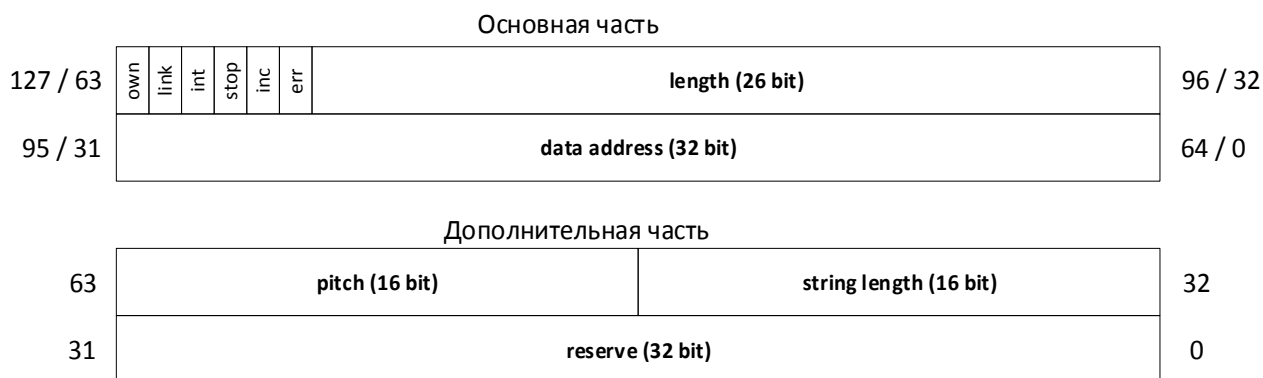 Основная часть
127 / 63 own link int stop inc err length (26 bit) 96 / 32
95 / 31 data address (32 bit) 64 / 0
Дополнительная часть
63 pitch (16 bit) string length (16 bit) 32
31 reserve (32 bit) 0